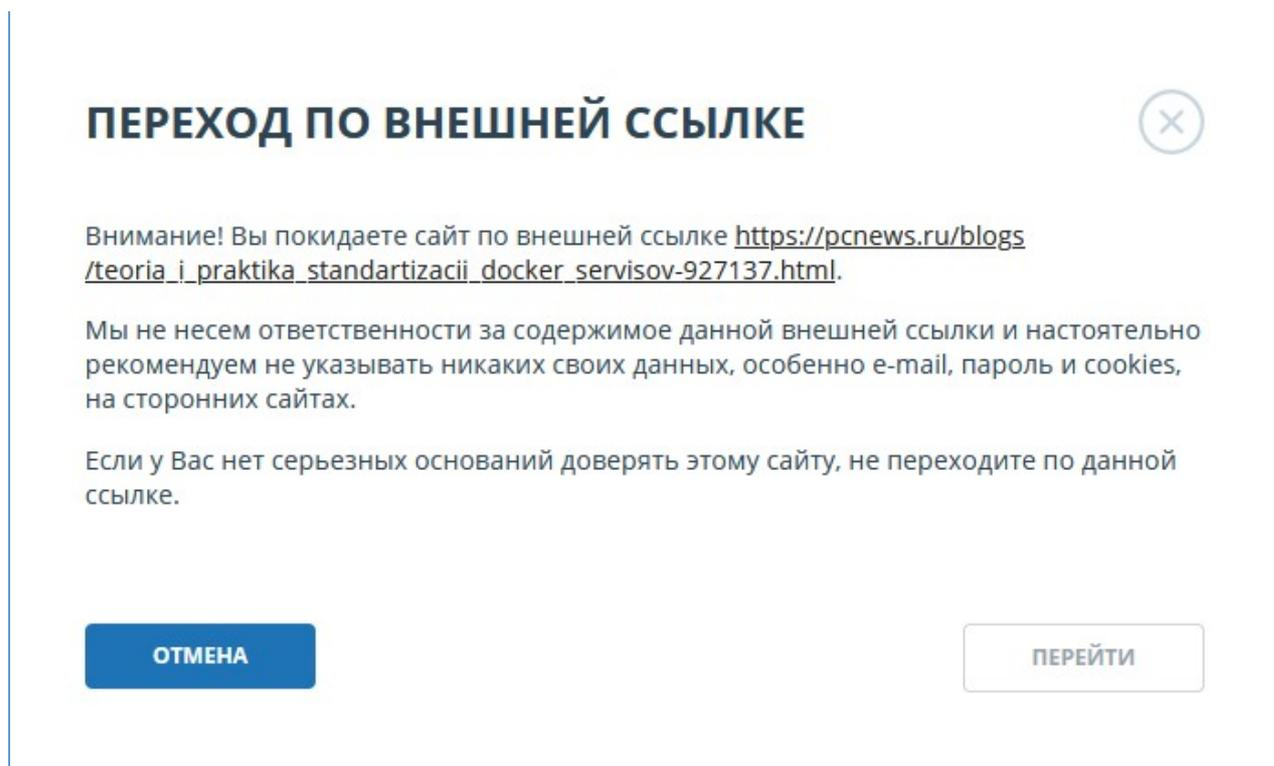 ПЕРЕХОД ПО ВНЕШНЕЙ ССЫЛКЕ
Внимание! Вы покидаете сайт по внешней ссылке https://pcnews.ru/blogs
/teoria_i_praktika_standartizacii_docker_servisov-927137.html.
Мы не несем ответственности за содержимое данной внешней ссылки и настоятельно
рекомендуем не указывать никаких своих данных, особенно e-mail, пароль и cookies,
на сторонних сайтах.
Если у Вас нет серьезных оснований доверять этому сайту, не переходите по данной
ссылке.
ОТМЕНА
ПЕРЕЙТИ